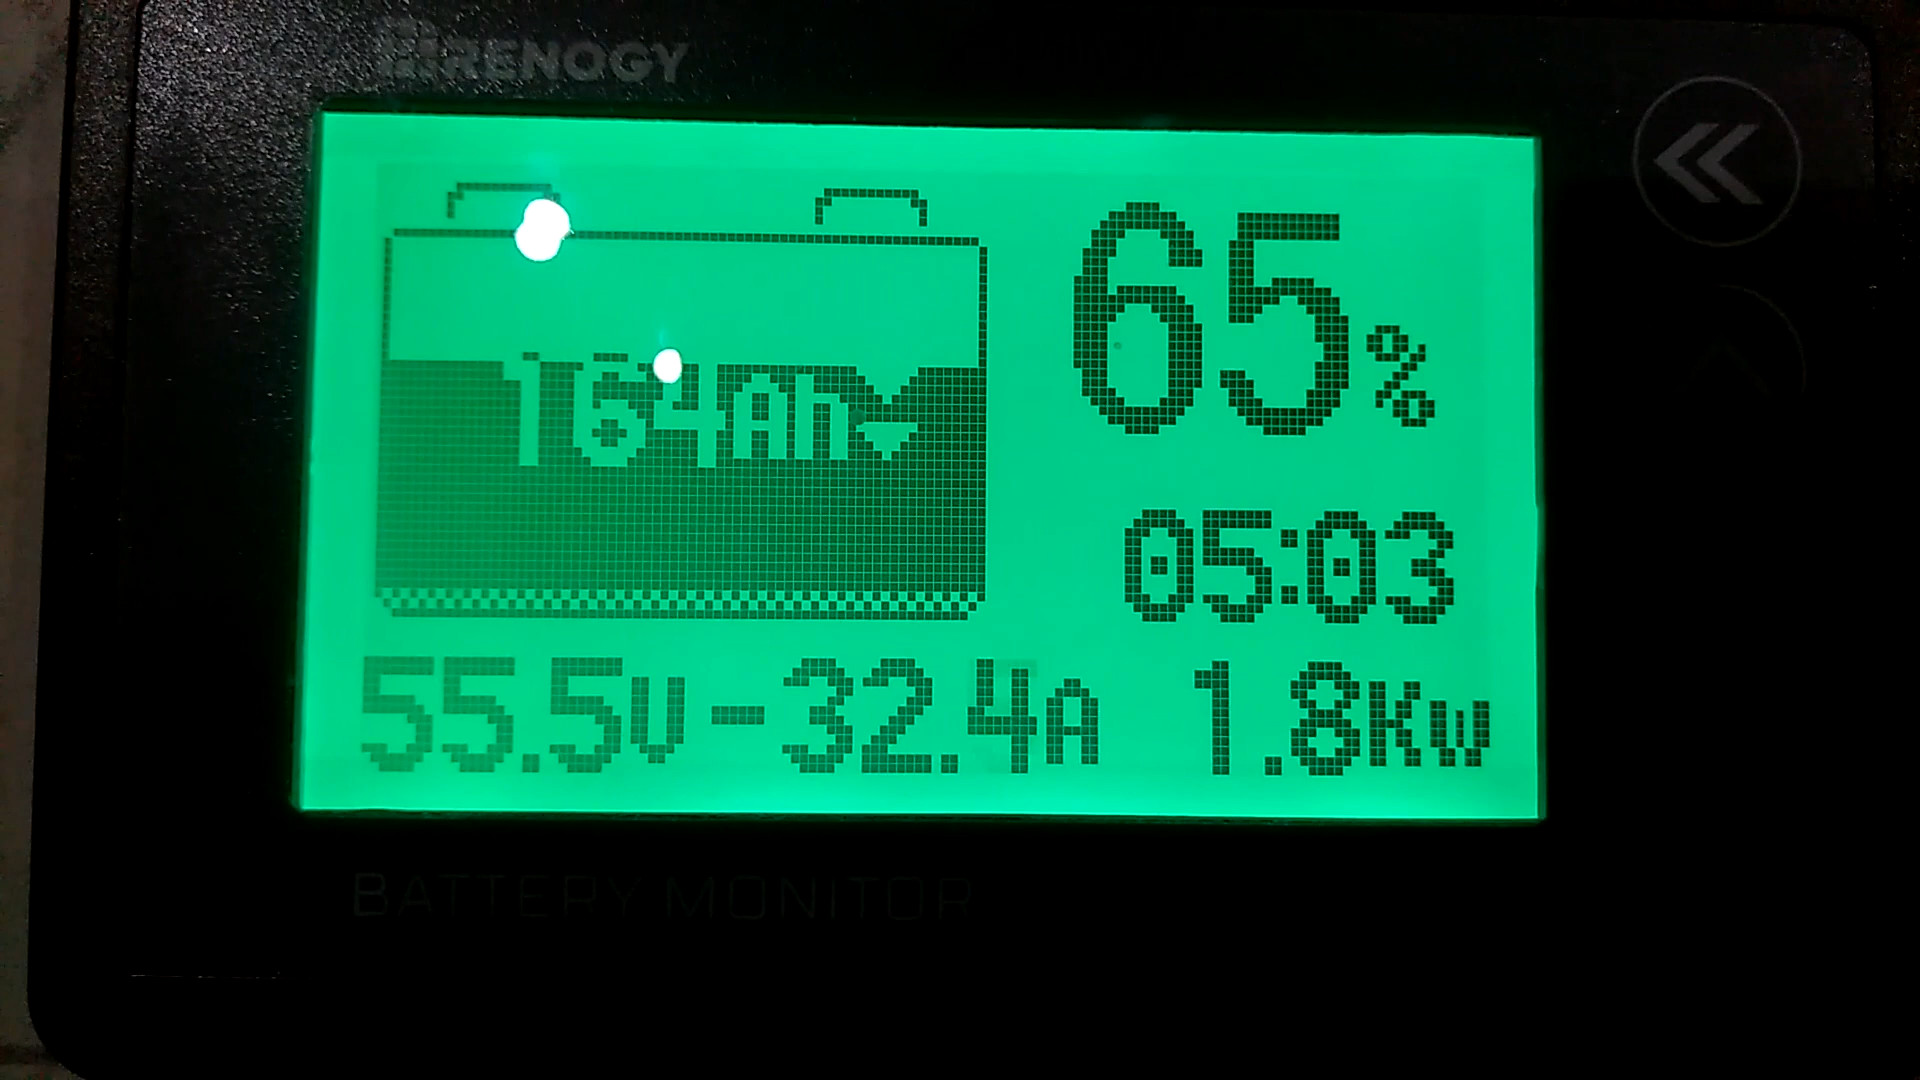 RENOGY
65%
164Ah
05:03
55.5V -32.4A 1.8KW
BATTERY MONITOR